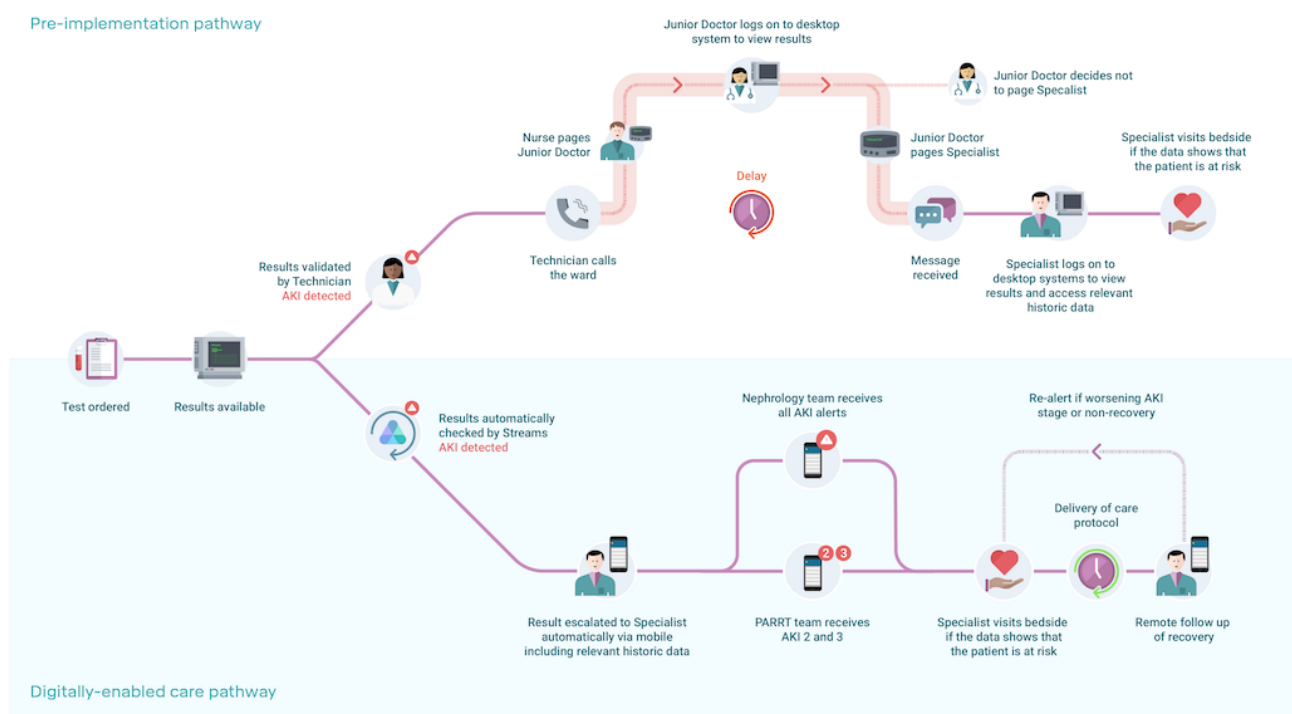 Pre-implementation pathway
Junior Doctor logs on to desktop
system to view results
Junior Doctor decides not
to page Specalist
Nurse pages
Junior Doctor
Junior Doctor
pages Specialist
Specialist visits bedside
if the data shows that
the patient is at risk
Delay
Results validated
by Technician
AKI detected
Technician calls
the ward
Message
received
Specialist logs on to
desktop systems to view
results and access relevant
historic data
Test ordered
Results available
Results automatically
checked by Streams
AKI detected
Nephrology team receives
all AKI alerts
Re-alert if worsening AKI
stage or non-recovery
Delivery of care
protocol
2 3
Result escalated to Specialist
automatically via mobile
including relevant historic data
PARRT team receives
AKI 2 and 3
Specialist visits bedside
if the data shows that
the patient is at risk
Remote follow up
of recovery
Digitally-enabled care pathway